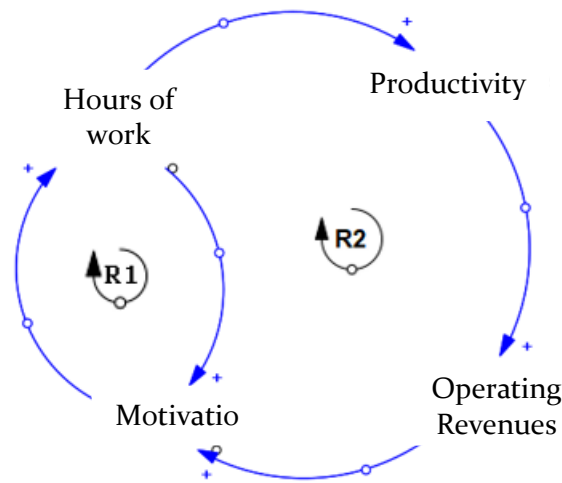 +
Productivity
Hours of
work
+
R1
R2
+
+
Motivatio
Operating
Revenues
+